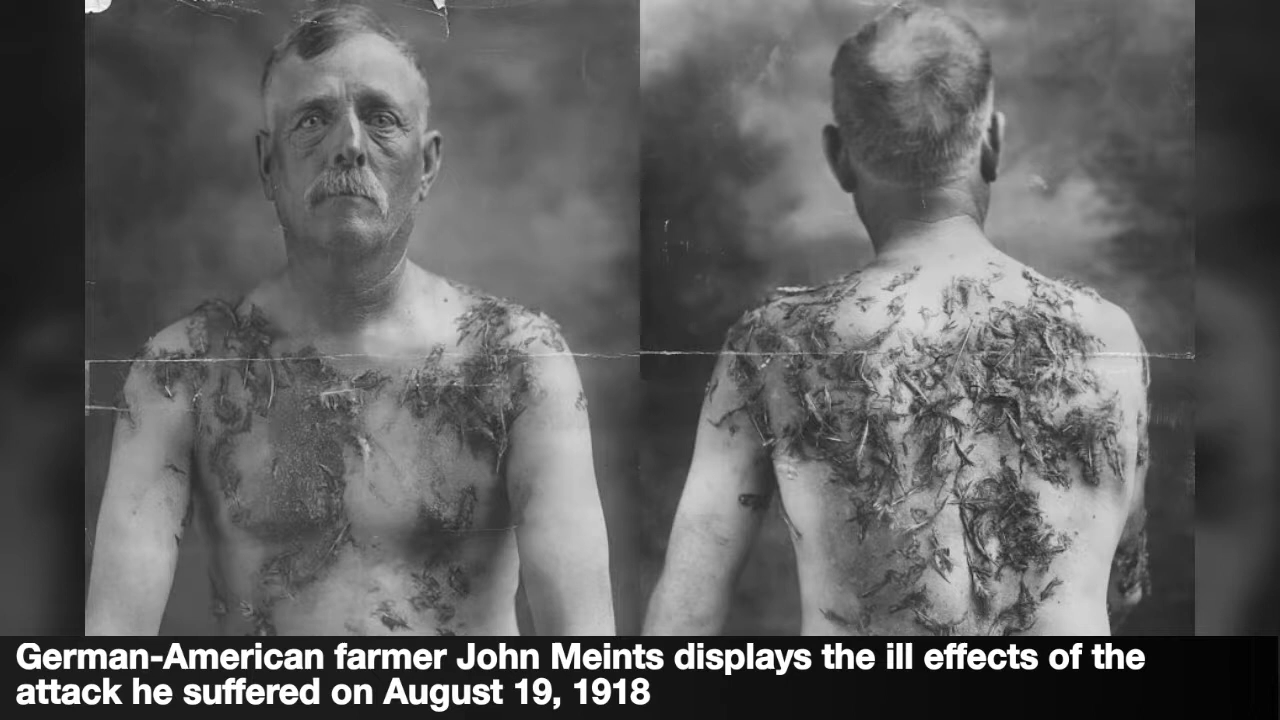 German-American farmer John Meints displays the ill effects of the
attack he suffered on August 19, 1918